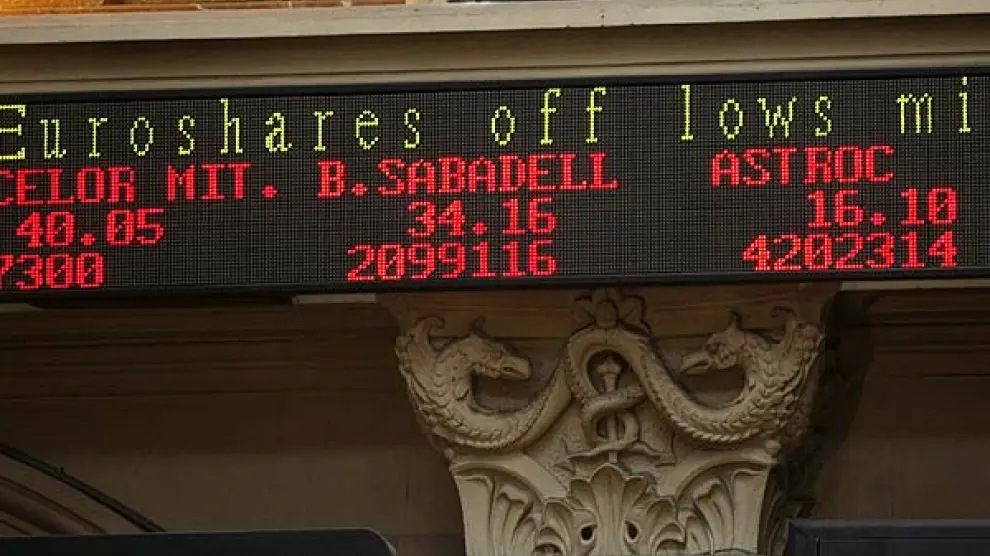 Euroshares off lows mi
CELOR MIT. B.SABADELL ASTROC
40.05 34.16 16.10
7300 2099116 4202314